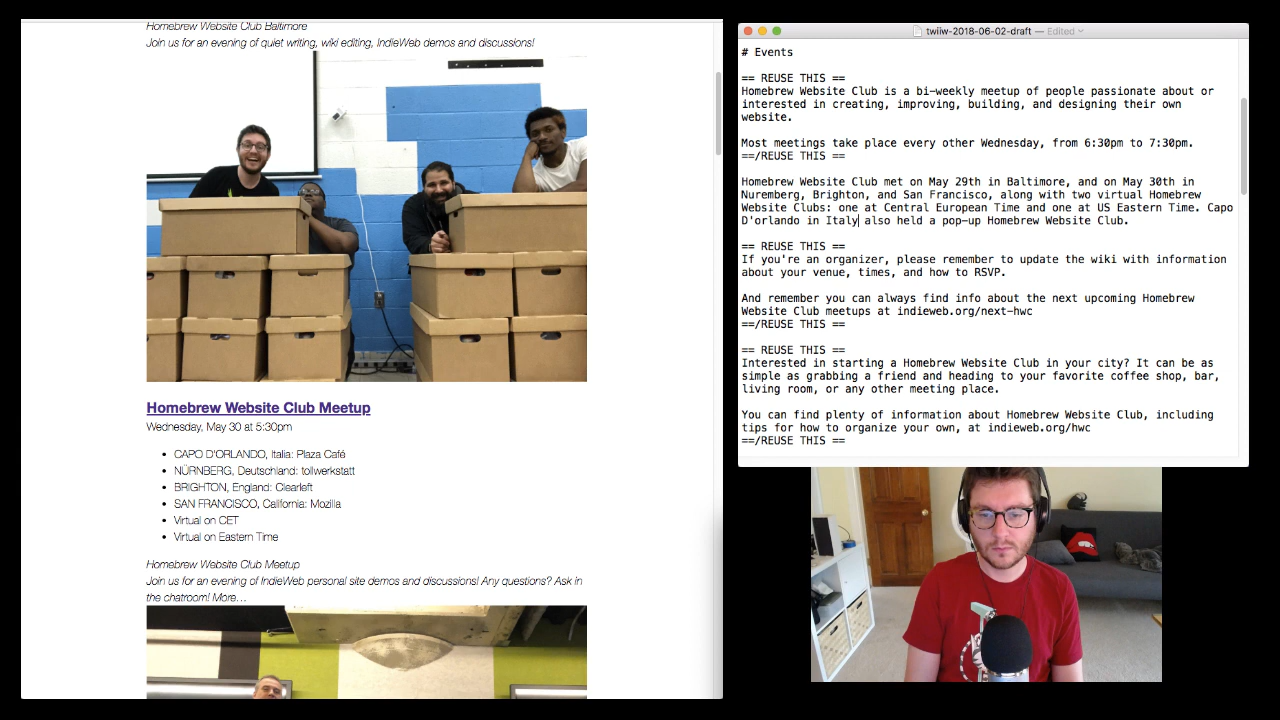 Homebrew Website Club Baltimore
Join us for an evening of quiet writing, wiki editing, IndieWeb demos and discussions!
Homebrew Website Club Meetup
Wednesday, May 30 at 5:30pm
• CAPO D'ORLANDO, Italia: Plaza Café
• NÜRNBERG, Deutschland: tollwerkstatt
• BRIGHTON, England: Clearleft
• SAN FRANCISCO, California: Mozilla
• Virtual on CET
• Virtual on Eastern Time
Homebrew Website Club Meetup
Join us for an evening of IndieWeb personal site demos and discussions! Any questions? Ask in
the chatroom! More…
twiiw-2018-06-02-draft — Edited
# Events
== REUSE THIS ==
Homebrew Website Club is a bi-weekly meetup of people passionate about or
interested in creating, improving, building, and designing their own
website.
Most meetings take place every other Wednesday, from 6:30pm to 7:30pm.
==/REUSE THIS ==
Homebrew Website Club met on May 29th in Baltimore, and on May 30th in
Nuremberg, Brighton, and San Francisco, along with two virtual Homebrew
Website Clubs: one at Central European Time and one at US Eastern Time. Capo
D'orlando in Italy also held a pop-up Homebrew Website Club.
== REUSE THIS ==
If you're an organizer, please remember to update the wiki with information
about your venue, times, and how to RSVP.
And remember you can always find info about the next upcoming Homebrew
Website Club meetups at indieweb.org/next-hwc
==/REUSE THIS ==
== REUSE THIS ==
Interested in starting a Homebrew Website Club in your city? It can be as
simple as grabbing a friend and heading to your favorite coffee shop, bar,
living room, or any other meeting place.
You can find plenty of information about Homebrew Website Club, including
tips for how to organize your own, at indieweb.org/hwc
==/REUSE THIS ==